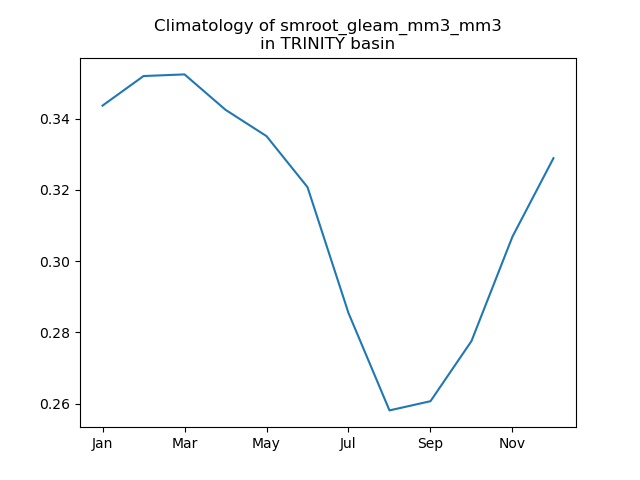 Climatology of smroot_gleam_mm3_mm3
in TRINITY basin
0.34
0.32
0.30
0.28
0.26
Jan Mar May Jul Sep Nov